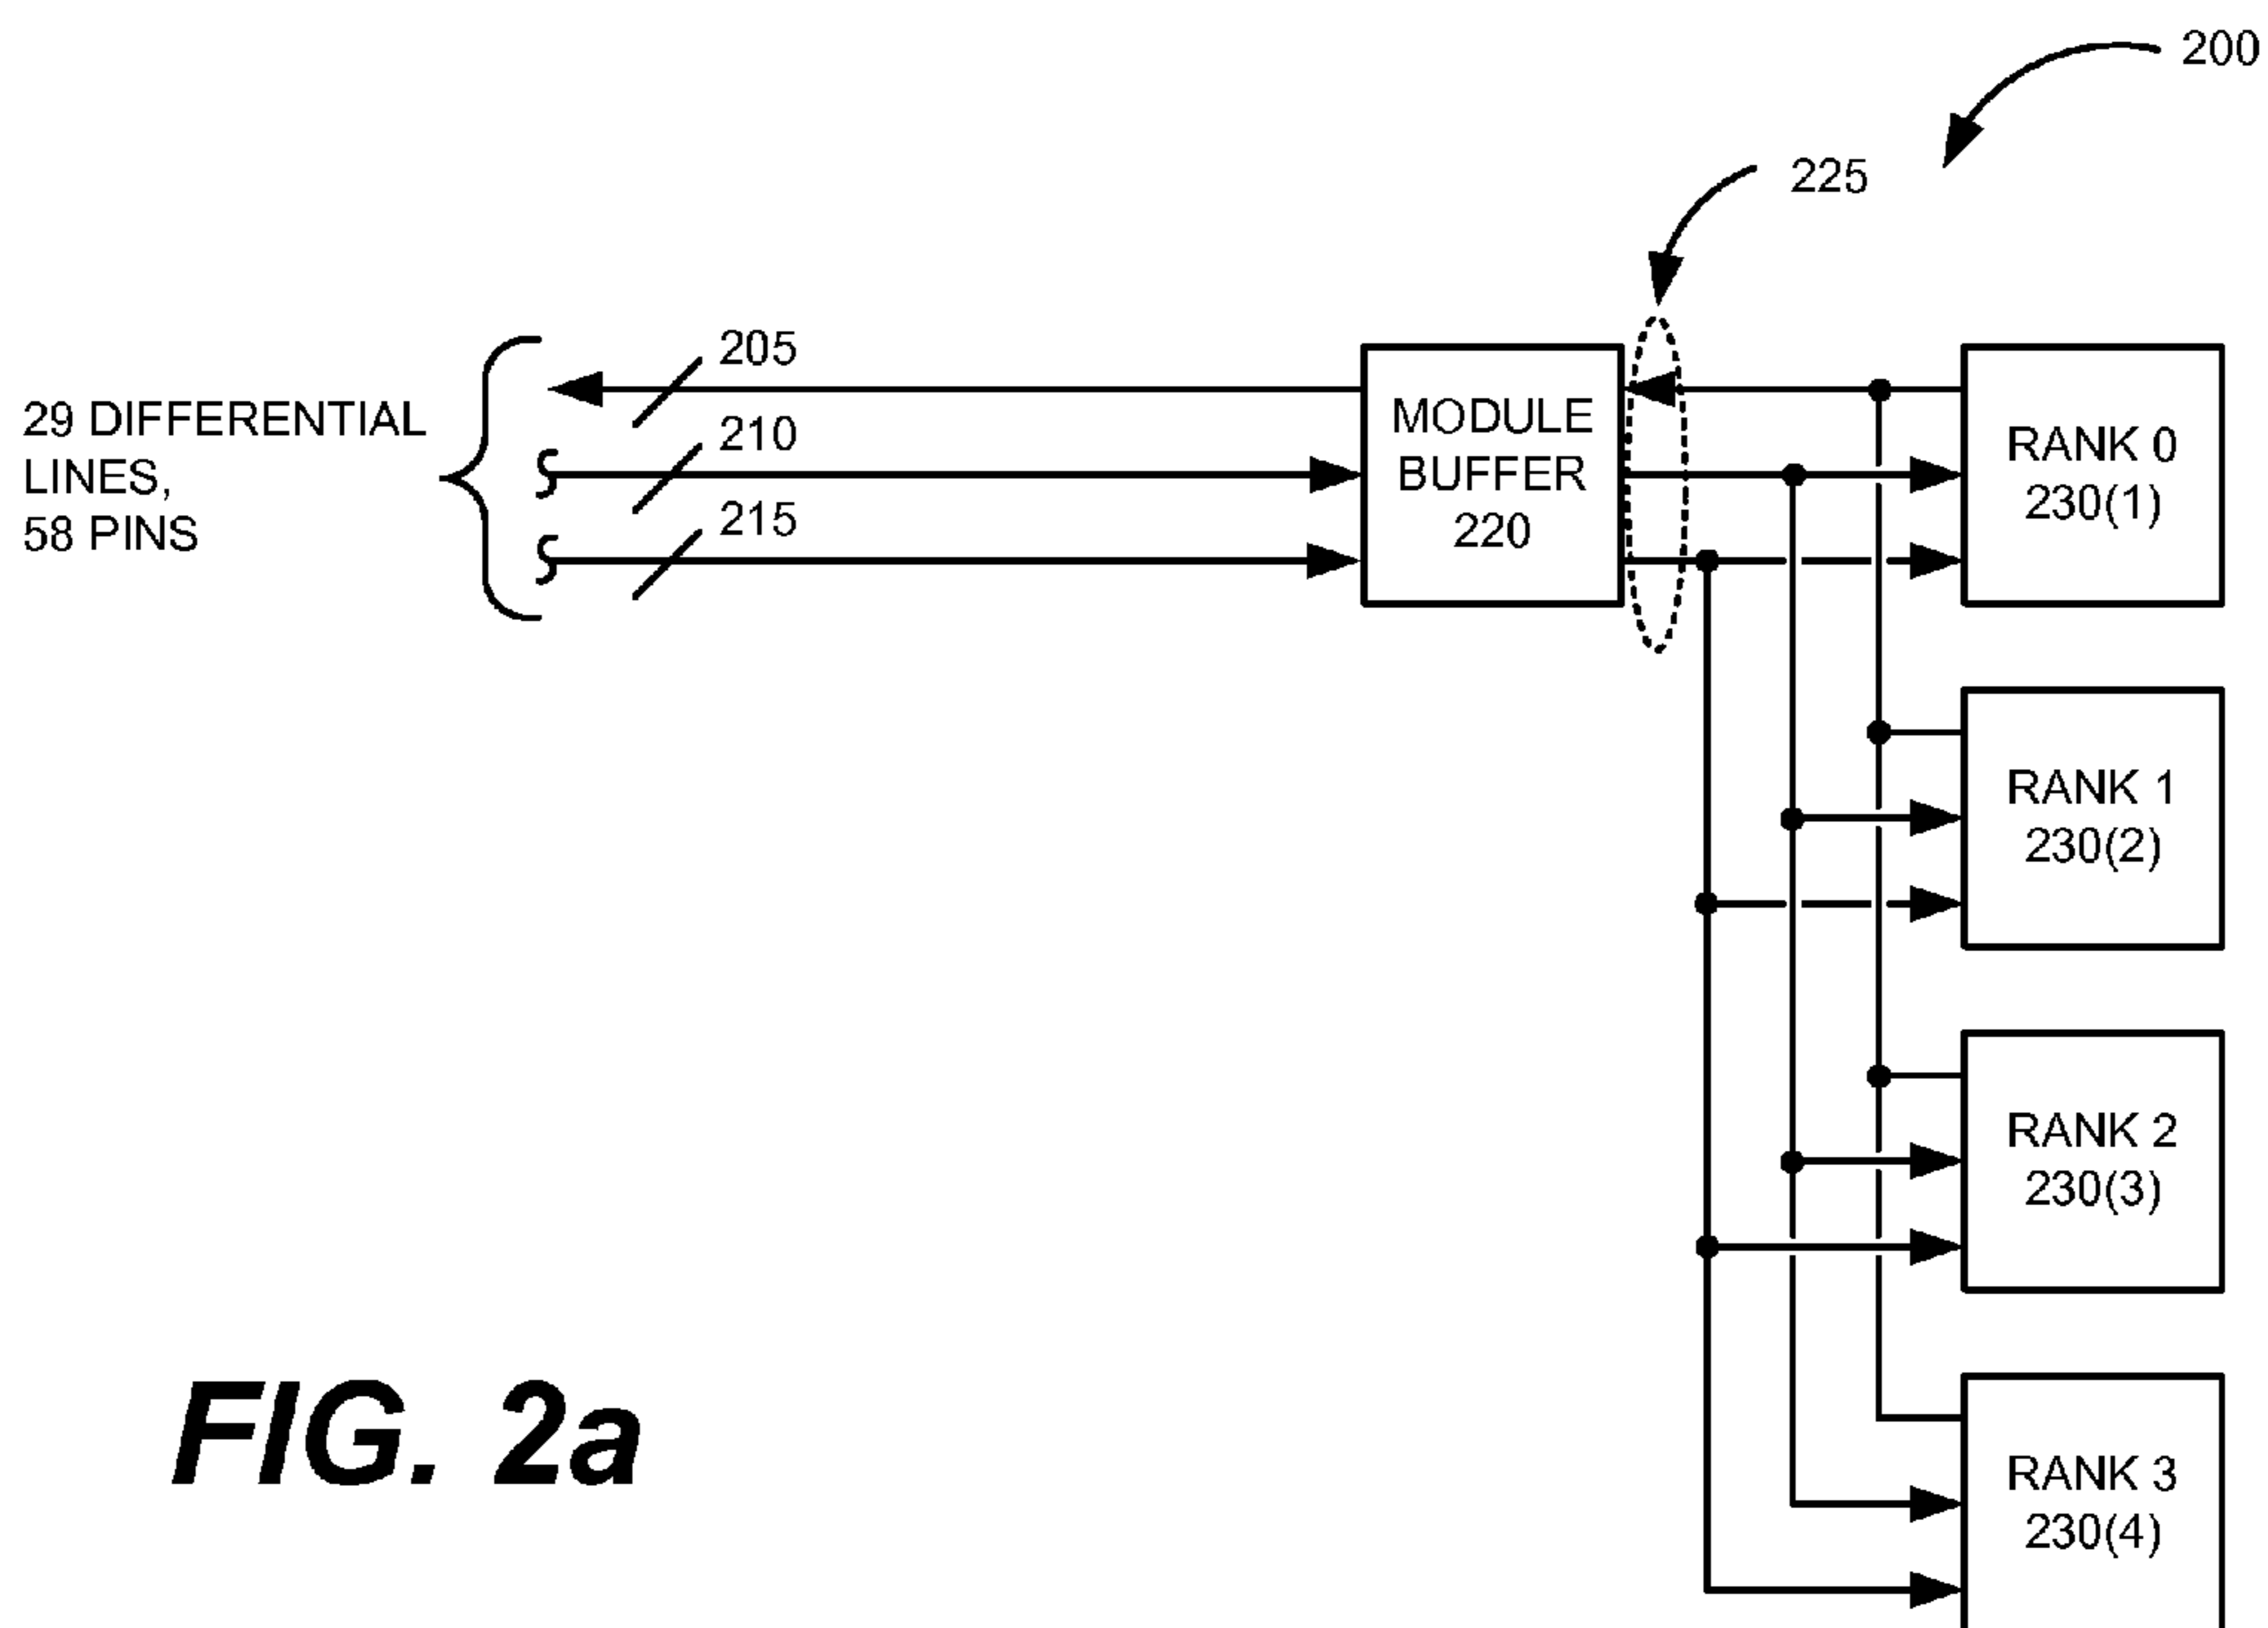 200
225
205
29 DIFFERENTIAL
LINES,
58 PINS
210
215
MODULE
BUFFER
220
RANK 0
230(1)
RANK 1
230(2)
RANK 2
230(3)
RANK 3
230(4)
FIG. 2a